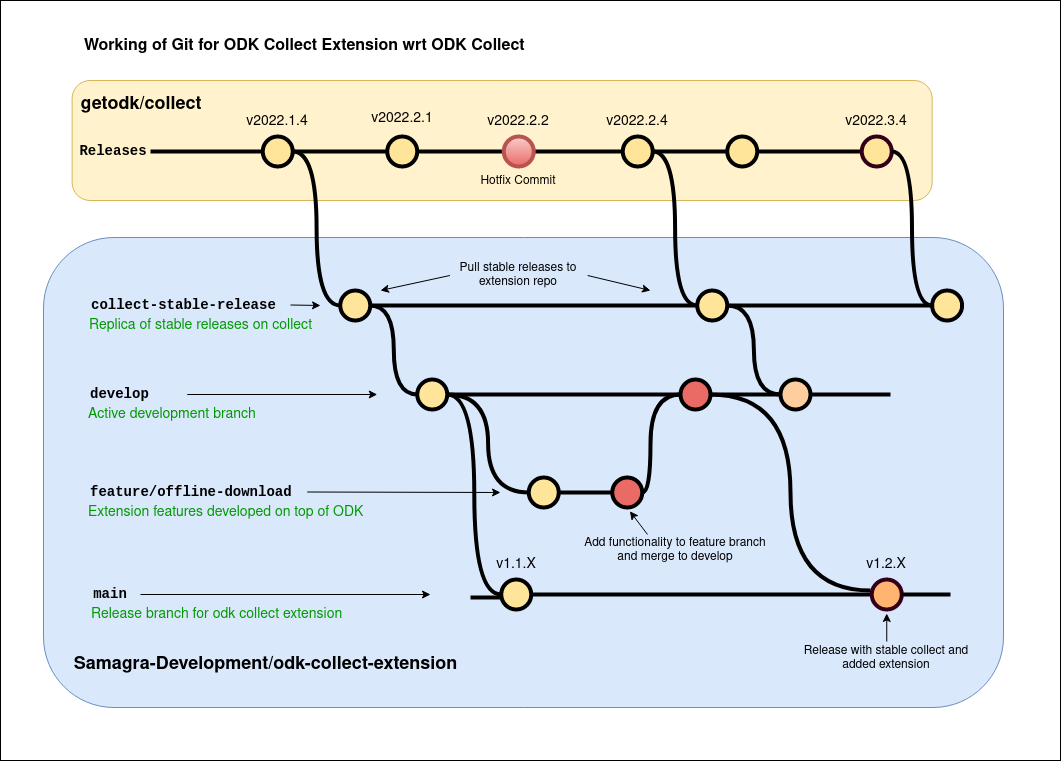 Working of Git for ODK Collect Extension wrt ODK Collect
getodk/collect
v2022.1.4
v2022.2.1
v2022.2.2
v2022.2.4
v2022.3.4
Releases
Hotfix Commit
Pull stable releases to
extension repo
collect-stable-release
Replica of stable releases on collect
develop
Active development branch
feature/offline-download
Extension features developed on top of ODK
Add functionality to feature branch
and merge to develop
v1.1.X
v1.2.X
main
Release branch for odk collect extension
Release with stable collect and
added extension
Samagra-Development/odk-collect-extension